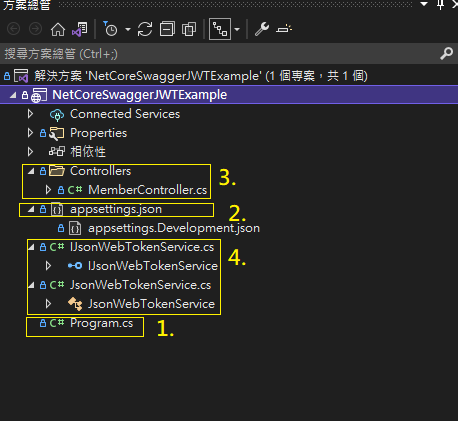 方案總管
搜尋方案總管 (Ctrl+;)
解決方案 'NetCoreSwaggerJWTExample' (1 個專案，共 1 個)
NetCoreSwaggerJWTExample
Connected Services
Properties
相依性
Controllers 3.
C# MemberController.cs
appsettings.json 2.
appsettings.Development.json
C# IJsonWebTokenService.cs 4.
IJsonWebTokenService
C# JsonWebTokenService.cs
JsonWebTokenService
C# Program.cs 1.